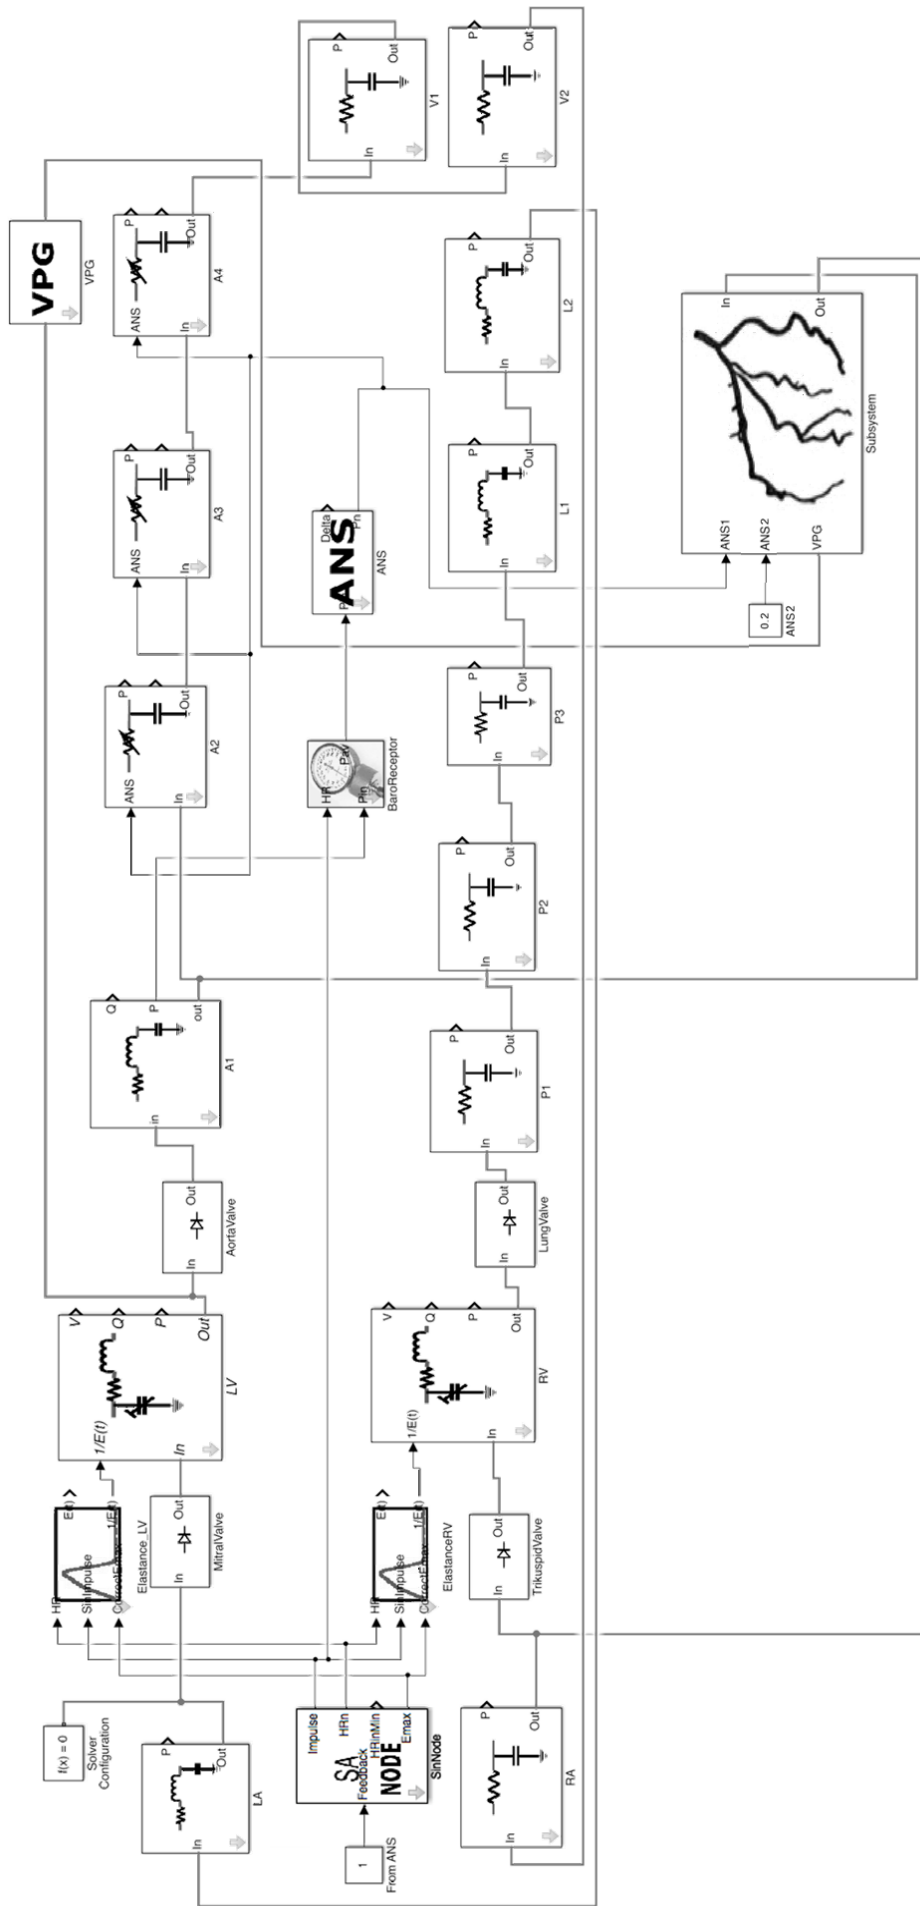 f(x) = 0
Solver
Configuration
In
P
Out
LA
HR
SinImpulse
CorrectEmax
E(t)
1/E(t)
Elastance_LV
In
Out
MitralValve
1/E(t)
In
V
Q
P
Out
LV
In
Out
AortaValve
in
Q
P
out
A1
ANS
In
P
Out
A2
ANS
In
P
Out
A3
ANS
In
P
Out
A4
VPG
VPG
In
P
Out
V1
In
P
Out
V2
1
From ANS
SA
NODE
Feedback
Impulse
HRn
HRinMin
Emax
SinNode
HR
SinImpulse
CorrectEmax
E(t)
1/E(t)
ElastanceRV
HR
Pin
Pav
BaroReceptor
ANS
Delta
Pn
ANS
In
P
Out
RA
In
Out
TrikuspidValve
1/E(t)
In
V
Q
P
Out
RV
In
Out
LungValve
In
P
Out
P1
In
P
Out
P2
In
P
Out
P3
In
P
Out
L1
In
P
Out
L2
0.2
ANS2
ANS1
ANS2
VPG
In
Out
Subsystem